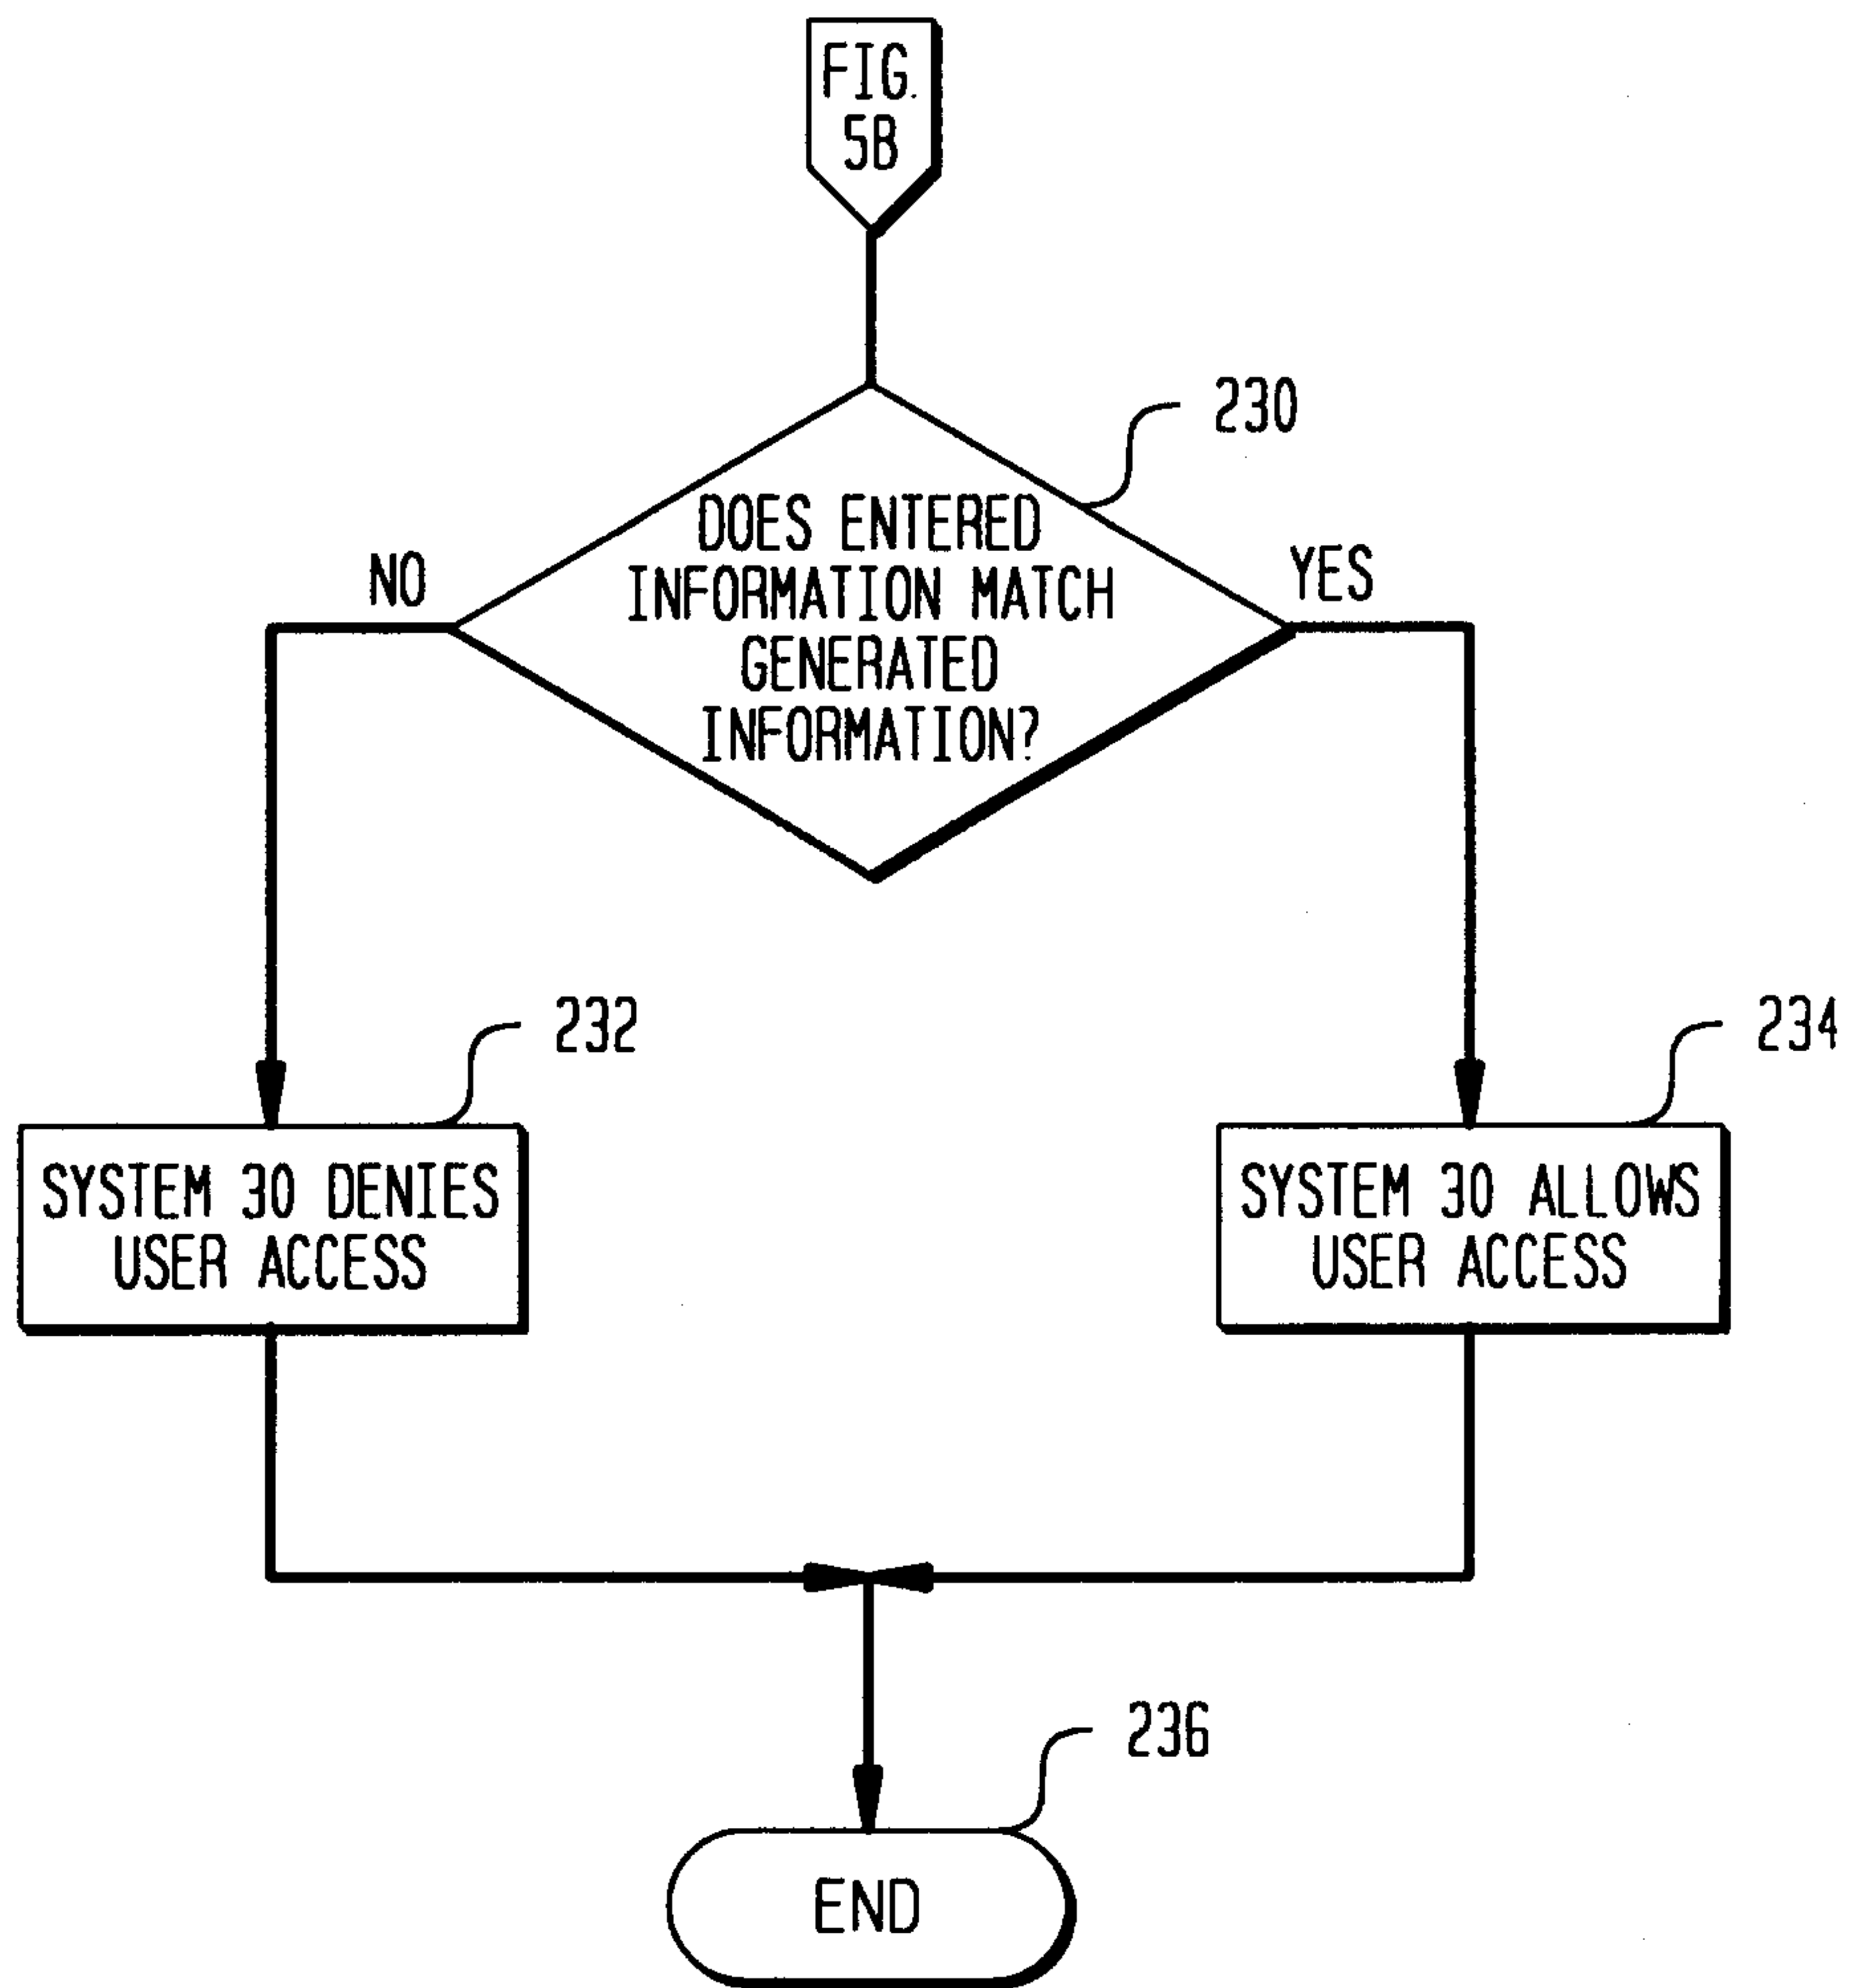 FIG.
5B
230
DOES ENTERED
INFORMATION MATCH
GENERATED
INFORMATION?
NO
YES
232
234
SYSTEM 30 DENIES
USER ACCESS
SYSTEM 30 ALLOWS
USER ACCESS
236
END